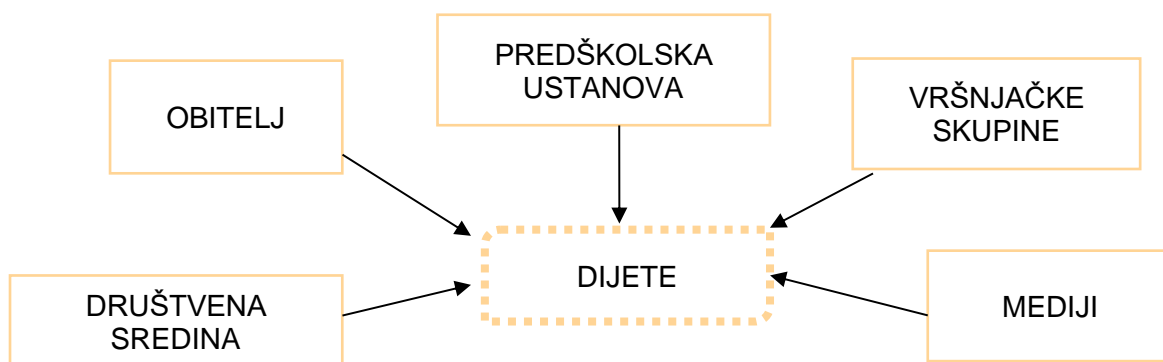 PREDŠKOLSKA
USTANOVA
OBITELJ
VRŠNJAČKE
SKUPINE
DIJETE
DRUŠTVENA
SREDINA
MEDIJI